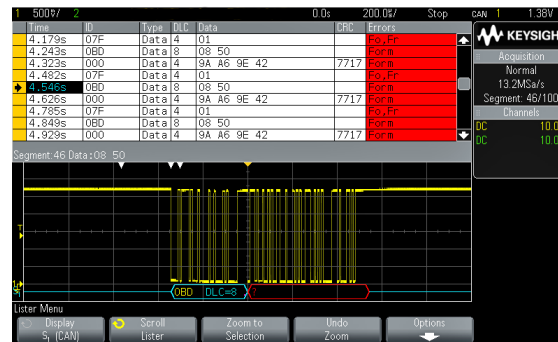 1 500▽/ 2 0.0s 200.0▽/ Stop CAN 1 1.38V
Time ID Type DLC Data CRC Errors
4.179s 07F Data 4 01 Fo,Fr
4.243s 0BD Data 8 08 50 Form
4.323s 000 Data 4 9A A6 9E 42 7717 Form
4.482s 07F Data 4 01 Fo,Fr
4.546s 0BD Data 8 08 50 Form
4.626s 000 Data 4 9A A6 9E 42 7717 Form
4.785s 07F Data 4 01 Form
4.849s 0BD Data 8 08 50 Form
4.929s 000 Data 4 9A A6 9E 42 7717 Form
KEYSIGH
Acquisition
Normal
13.2MSa/s
Segment: 46/100
Channels
DC 10.0
DC 10.0
Segment:46 Data:08 50
T
0BD DLC=8 ?
S1
Lister Menu
Display
S1 (CAN)
Scroll
Lister
Zoom to
Selection
Undo
Zoom
Options